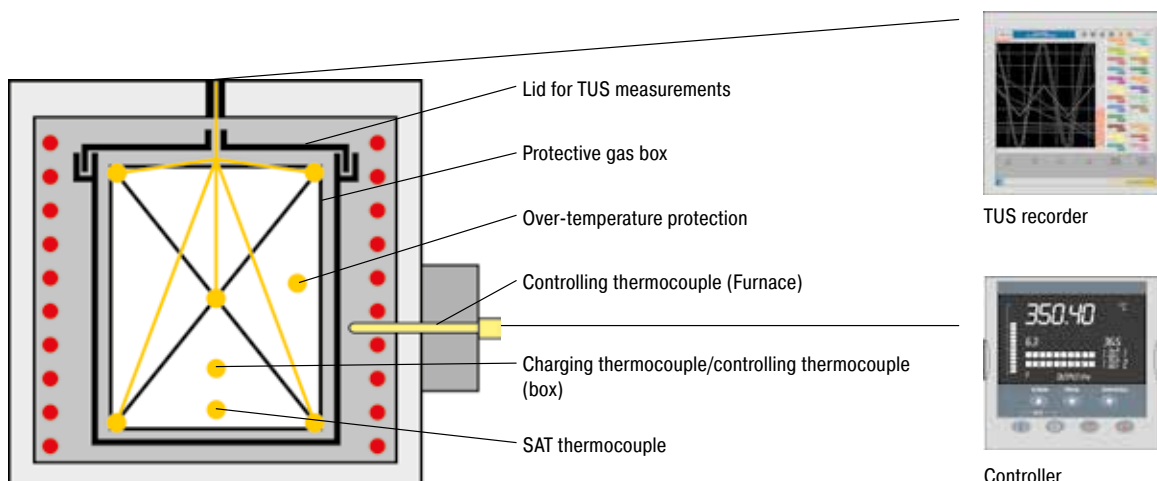 Lid for TUS measurements
Protective gas box
Over-temperature protection
Controlling thermocouple (Furnace)
Charging thermocouple/controlling thermocouple
(box)
SAT thermocouple
TUS recorder
350.40
°C
Controller